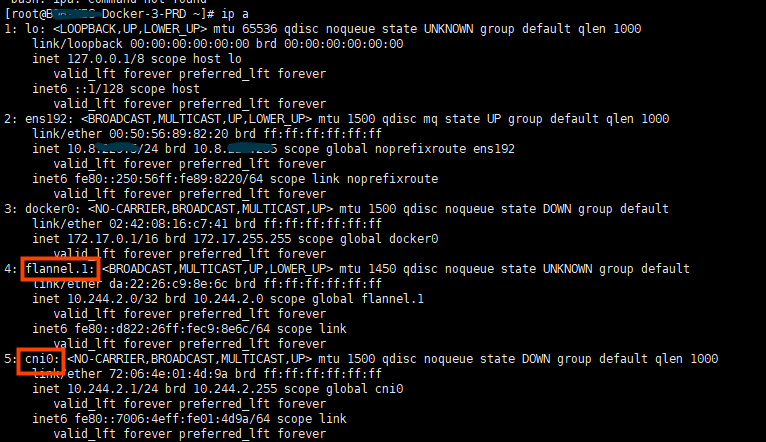 bash: ipa: command not found
[root@ Docker-3-PRD ~]# ip a
1: lo: <LOOPBACK,UP,LOWER_UP> mtu 65536 qdisc noqueue state UNKNOWN group default qlen 1000
link/loopback 00:00:00:00:00:00 brd 00:00:00:00:00:00
inet 127.0.0.1/8 scope host lo
valid_lft forever preferred_lft forever
inet6 ::1/128 scope host
valid_lft forever preferred_lft forever
2: ens192: <BROADCAST,MULTICAST,UP,LOWER_UP> mtu 1500 qdisc mq state UP group default qlen 1000
link/ether 00:50:56:89:82:20 brd ff:ff:ff:ff:ff:ff
inet 10.8. /24 brd 10.8. scope global noprefixroute ens192
valid_lft forever preferred_lft forever
inet6 fe80::250:56ff:fe89:8220/64 scope link noprefixroute
valid_lft forever preferred_lft forever
3: docker0: <NO-CARRIER,BROADCAST,MULTICAST,UP> mtu 1500 qdisc noqueue state DOWN group default
link/ether 02:42:08:16:c7:41 brd ff:ff:ff:ff:ff:ff
inet 172.17.0.1/16 brd 172.17.255.255 scope global docker0
valid_lft forever preferred_lft forever
4: flannel.1: <BROADCAST,MULTICAST,UP,LOWER_UP> mtu 1450 qdisc noqueue state UNKNOWN group default
link/ether da:22:26:c9:8e:6c brd ff:ff:ff:ff:ff:ff
inet 10.244.2.0/32 brd 10.244.2.0 scope global flannel.1
valid_lft forever preferred_lft forever
inet6 fe80::d822:26ff:fec9:8e6c/64 scope link
valid_lft forever preferred_lft forever
5: cni0: <NO-CARRIER,BROADCAST,MULTICAST,UP> mtu 1500 qdisc noqueue state DOWN group default qlen 1000
link/ether 72:06:4e:01:4d:9a brd ff:ff:ff:ff:ff:ff
inet 10.244.2.1/24 brd 10.244.2.255 scope global cni0
valid_lft forever preferred_lft forever
inet6 fe80::7006:4eff:fe01:4d9a/64 scope link
valid_lft forever preferred_lft forever